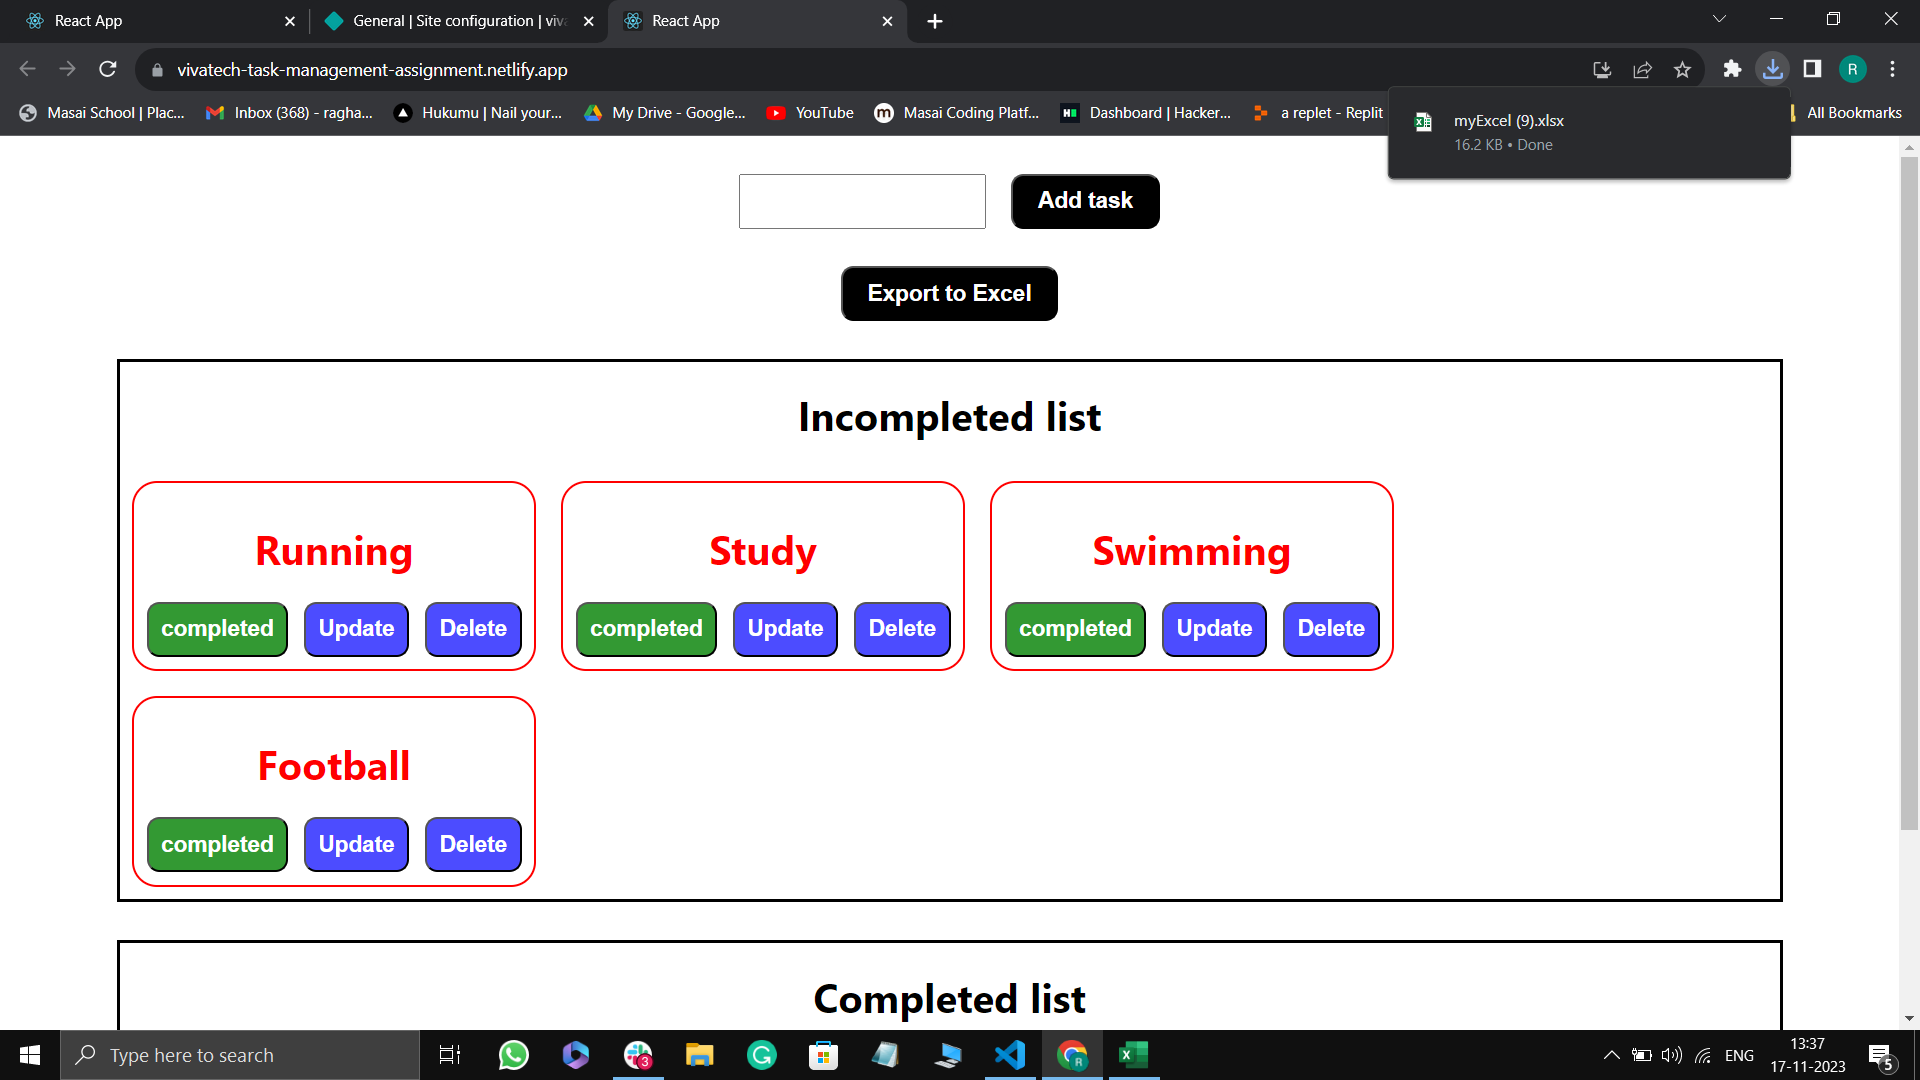 React App
General | Site configuration | viva
React App
vivatech-task-management-assignment.netlify.app
R
Masai School | Plac...
Inbox (368) - ragha...
Hukumu | Nail your...
My Drive - Google...
YouTube
m
Masai Coding Platf...
H
Dashboard | Hacker...
a replet - Replit
All Bookmarks
myExcel (9).xlsx
16.2 KB • Done
Add task
Export to Excel
Incompleted list
Running
Study
Swimming
completed
Update
Delete
completed
Update
Delete
completed
Update
Delete
Football
completed
Update
Delete
Completed list
Type here to search
3
R
ENG
13:37
17-11-2023
5